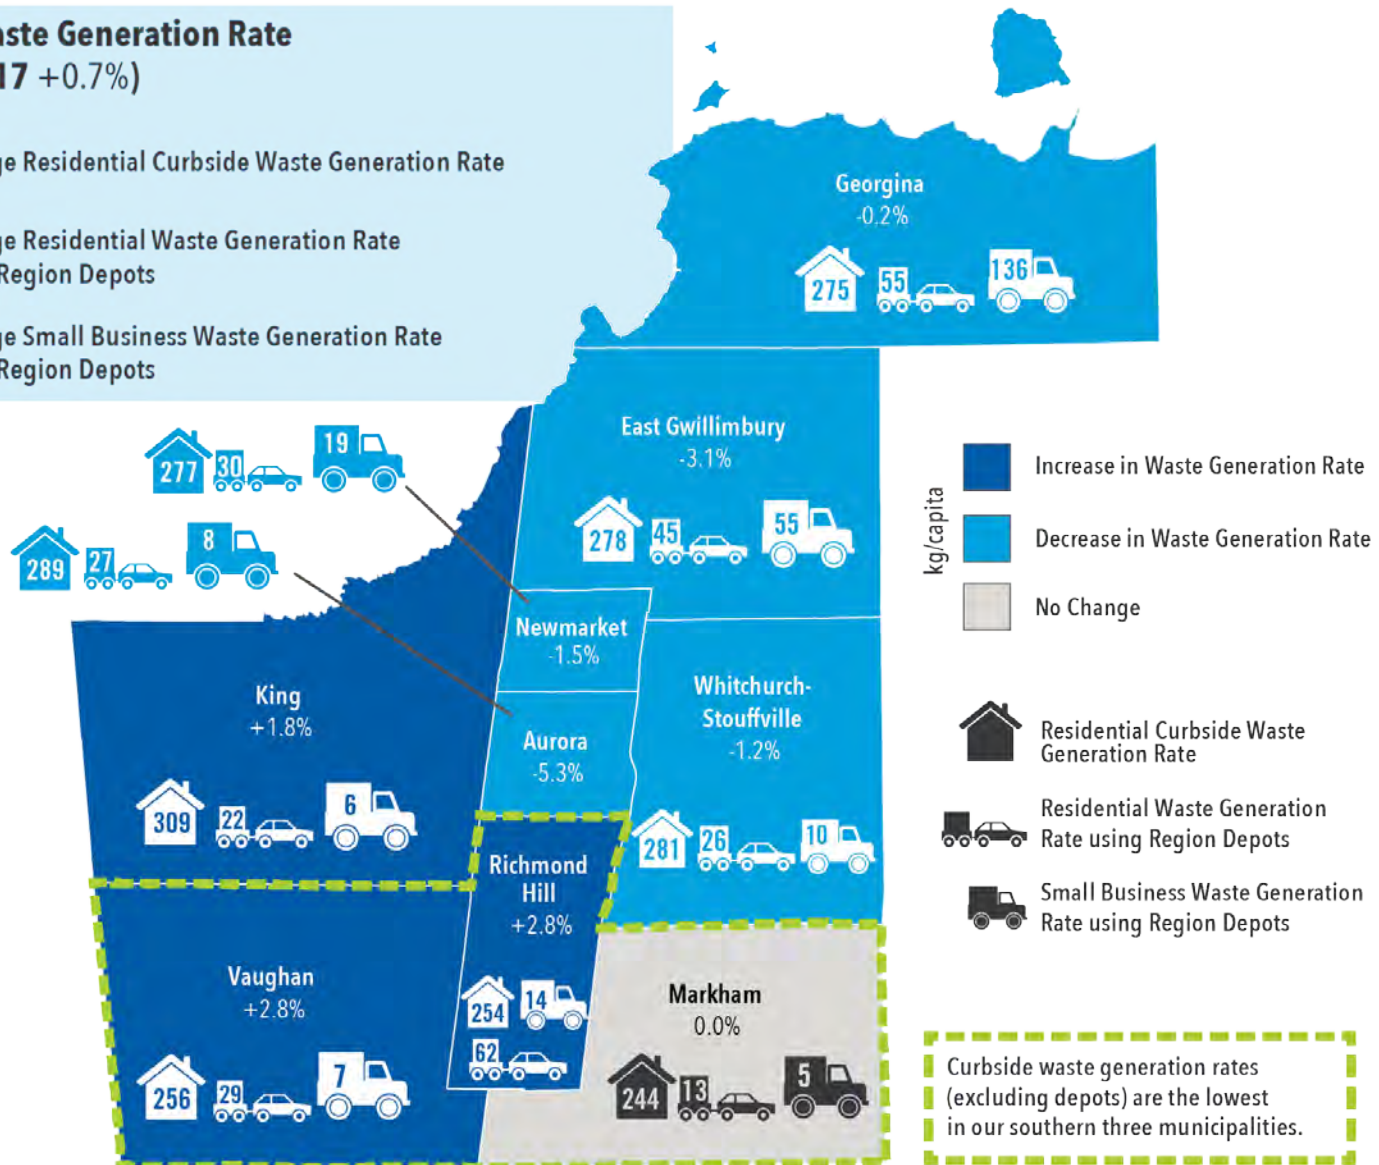 Waste Generation Rate
17 +0.7%)
ge Residential Curbside Waste Generation Rate
ge Residential Waste Generation Rate
Region Depots
ge Small Business Waste Generation Rate
Region Depots
Georgina
-0.2%
275 55 136
East Gwillimbury
-3.1%
278 45 55
277 30 19
289 27 8
Newmarket
-1.5%
Aurora
-5.3%
King
+1.8%
309 22 6
Whitchurch-
Stouffville
-1.2%
281 26 10
Richmond
Hill
+2.8%
254 14
62
Vaughan
+2.8%
256 29 7
Markham
0.0%
244 13 5
kg/capita
Increase in Waste Generation Rate
Decrease in Waste Generation Rate
No Change
Residential Curbside Waste
Generation Rate
Residential Waste Generation
Rate using Region Depots
Small Business Waste Generation
Rate using Region Depots
Curbside waste generation rates
(excluding depots) are the lowest
in our southern three municipalities.